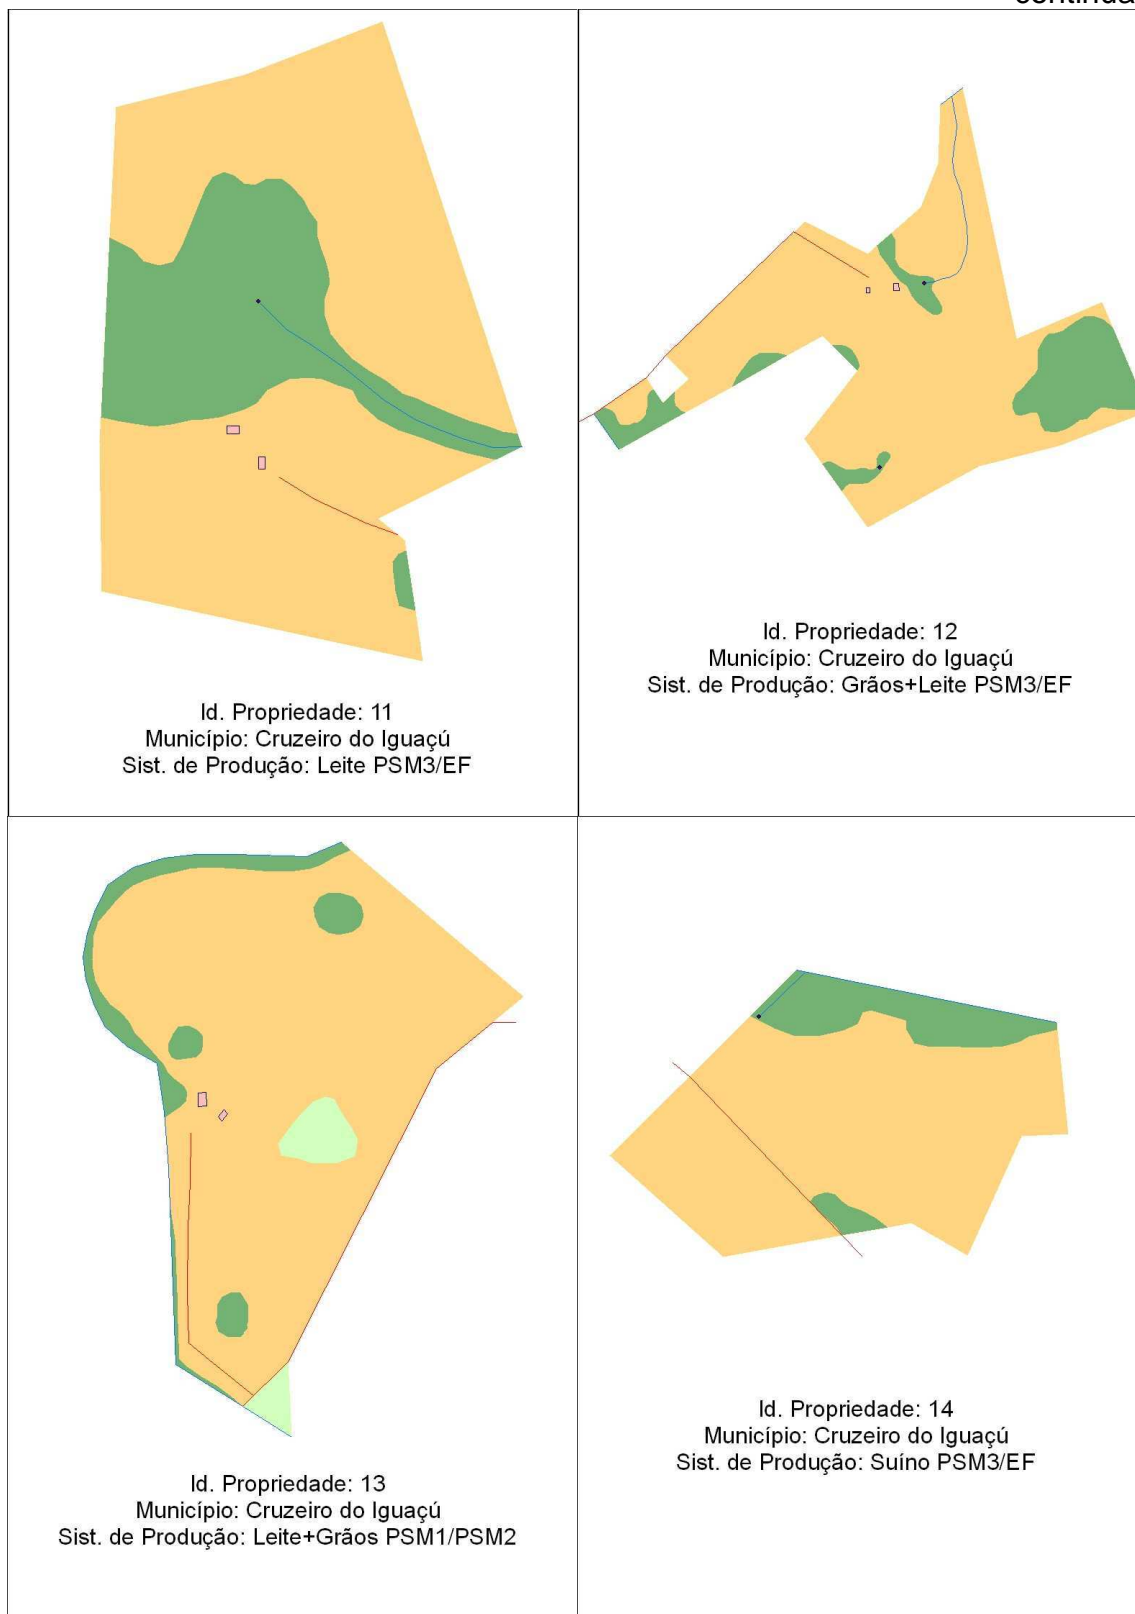 continua
Id. Propriedade: 11
Município: Cruzeiro do Iguaçú
Sist. de Produção: Leite PSM3/EF
Id. Propriedade: 12
Município: Cruzeiro do Iguaçú
Sist. de Produção: Grãos+Leite PSM3/EF
Id. Propriedade: 13
Município: Cruzeiro do Iguaçú
Sist. de Produção: Leite+Grãos PSM1/PSM2
Id. Propriedade: 14
Município: Cruzeiro do Iguaçú
Sist. de Produção: Suíno PSM3/EF